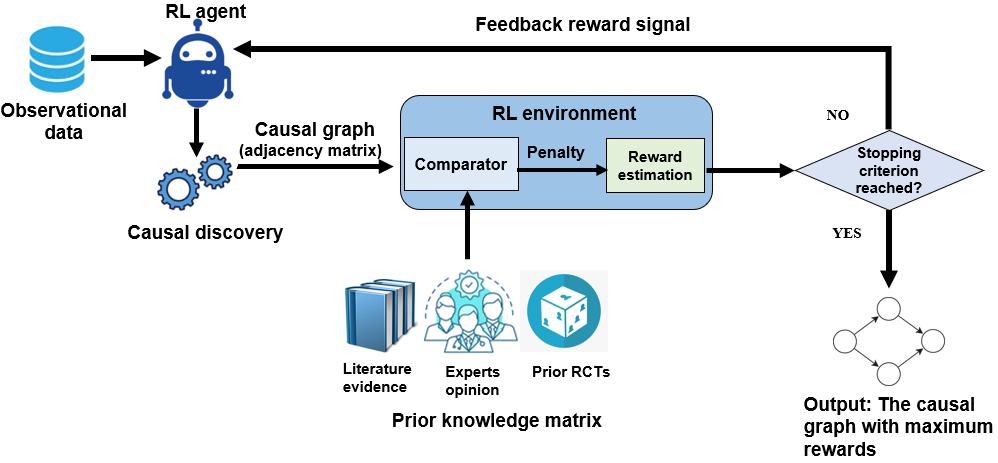 RL agent
Feedback reward signal
Observational
data
Causal graph
(adjacency matrix)
RL environment
Comparator
Penalty
Reward
estimation
NO
Stopping
criterion
reached?
YES
Causal discovery
Literature
evidence
Experts
opinion
Prior RCTs
Prior knowledge matrix
Output: The causal
graph with maximum
rewards